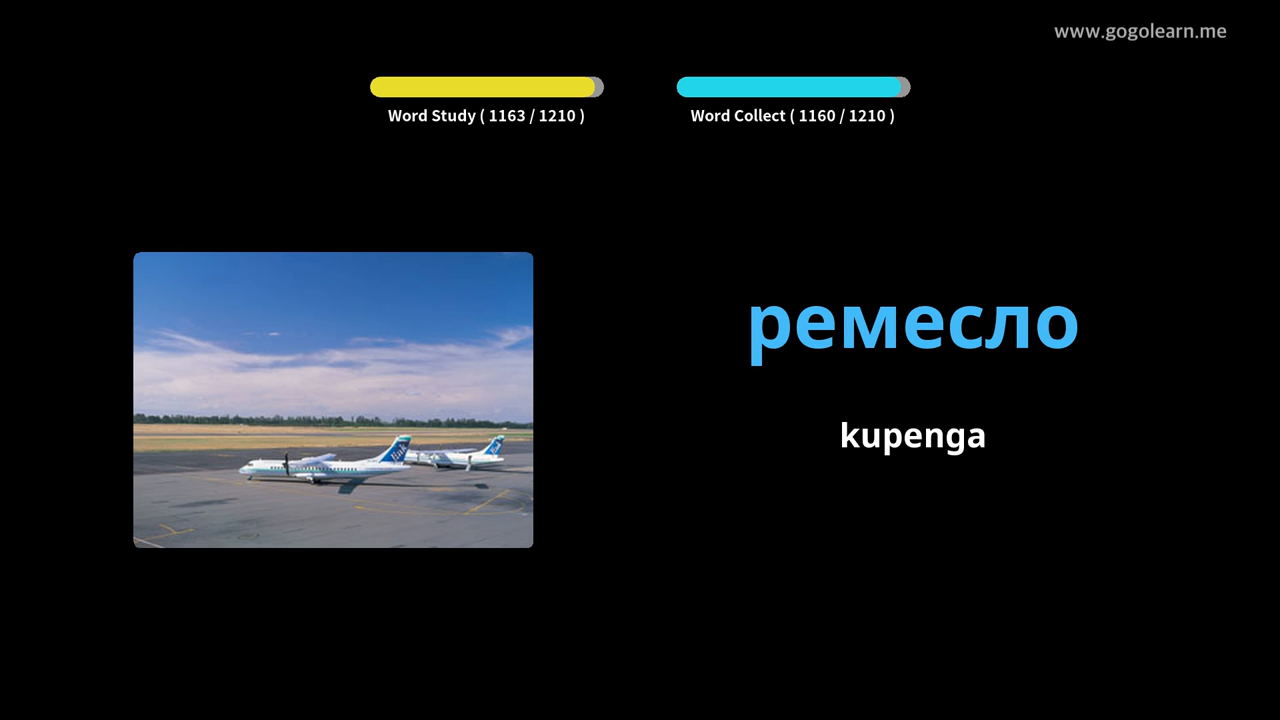 www.gogolearn.me
Word Study ( 1163 / 1210 )
Word Collect ( 1160 / 1210 )
ремесло
kupenga